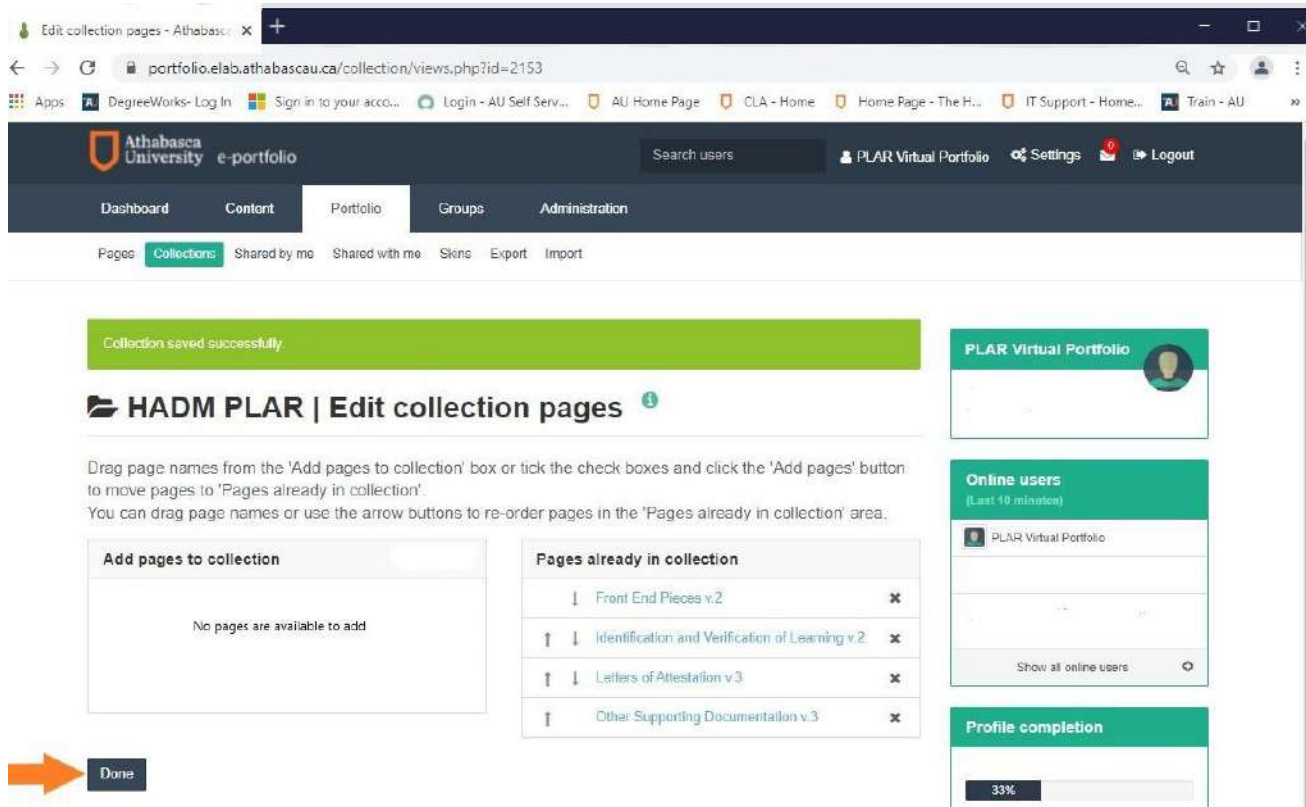 Edit collection pages - Athabasca
portfolio.elab.athabascau.ca/collection/views.php?id=2153
Apps DegreeWorks- Log In Sign in to your acco... Login - AU Self Serv... AU Home Page CLA - Home Home Page - The H... IT Support - Home... Train - AU »
Athabasca
University e-portfolio
Search users PLAR Virtual Portfolio Settings 0 Logout
Dashboard Content Portfolio Groups Administration
Pages Collections Shared by me Shared with me Skins Export Import
Collection saved successfully.
HADM PLAR | Edit collection pages
Drag page names from the 'Add pages to collection' box or tick the check boxes and click the 'Add pages' button
to move pages to 'Pages already in collection'.
You can drag page names or use the arrow buttons to re-order pages in the 'Pages already in collection' area.
Add pages to collection
No pages are available to add
Pages already in collection
Front End Pieces v.2
Identification and Verification of Learning v.2
Letters of Attestation v.3
Other Supporting Documentation v.3
Done
PLAR Virtual Portfolio
Online users
(Last 10 minutes)
PLAR Virtual Portfolio
Show all online users
Profile completion
33%